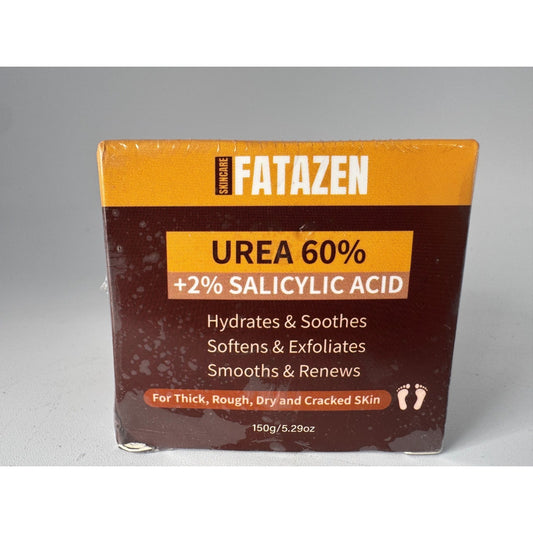 SKINCARE
FATAZEN
UREA 60%
+2% SALICYLIC ACID
Hydrates & Soothes
Softens & Exfoliates
Smooths & Renews
For Thick, Rough, Dry and Cracked SKin
150g/5.29oz